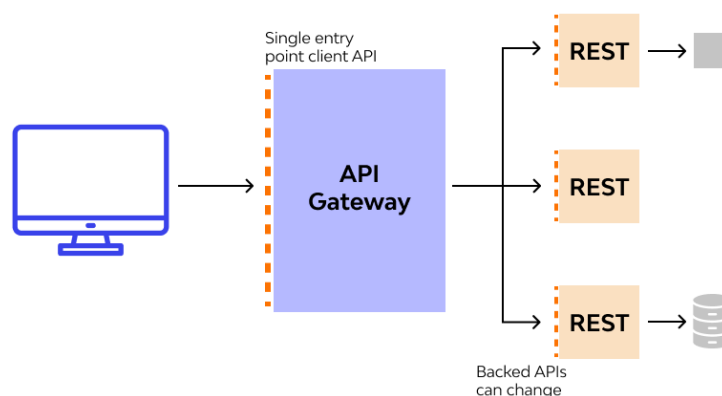 Single entry
point client API
API
Gateway
REST
REST
REST
Backed APIs
can change